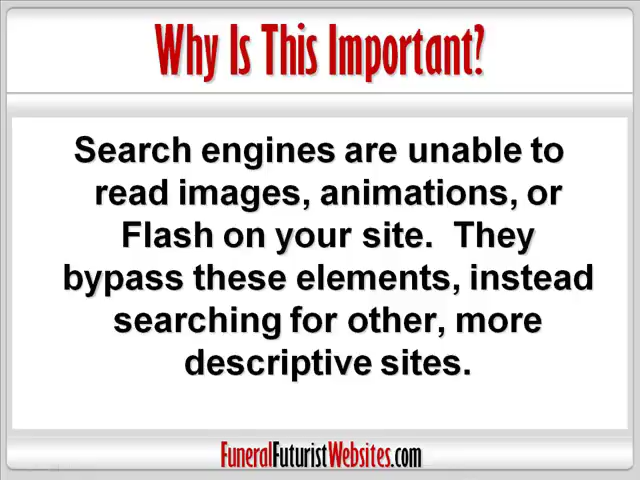 Why Is This Important?
Search engines are unable to
read images, animations, or
Flash on your site. They
bypass these elements, instead
searching for other, more
descriptive sites.
FuneralFuturistWebsites.com